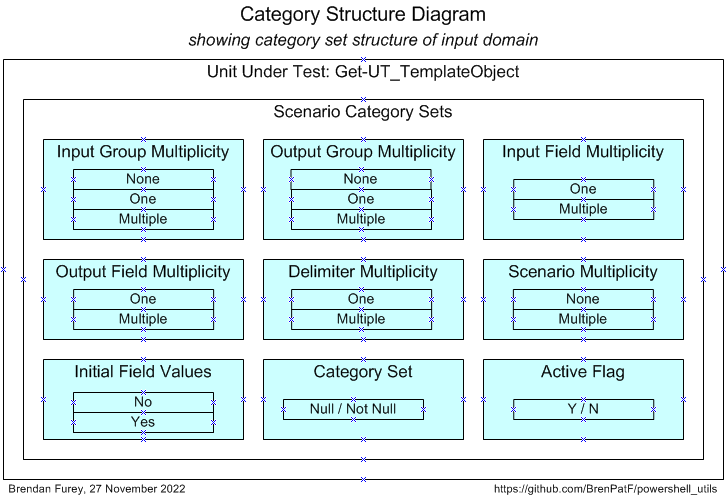 Category Structure Diagram
showing category set structure of input domain
Unit Under Test: Get-UT_TemplateObject
Scenario Category Sets
Input Group Multiplicity
None
One
Multiple
Output Group Multiplicity
None
One
Multiple
Input Field Multiplicity
One
Multiple
Output Field Multiplicity
One
Multiple
Delimiter Multiplicity
One
Multiple
Scenario Multiplicity
None
Multiple
Initial Field Values
No
Yes
Category Set
Null / Not Null
Active Flag
Y / N
Brendan Furey, 27 November 2022
https://github.com/BrenPatF/powershell_utils